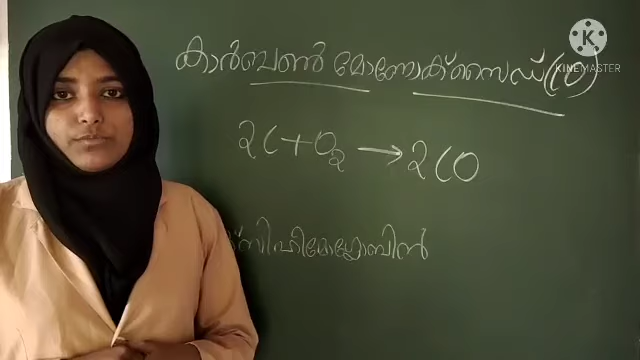 കാർബൺ മോണോക്സൈഡ് (CO)
2C + O₂ → 2CO
ക്സിഹീമോഗ്ലോബിൻ
KINEMASTER